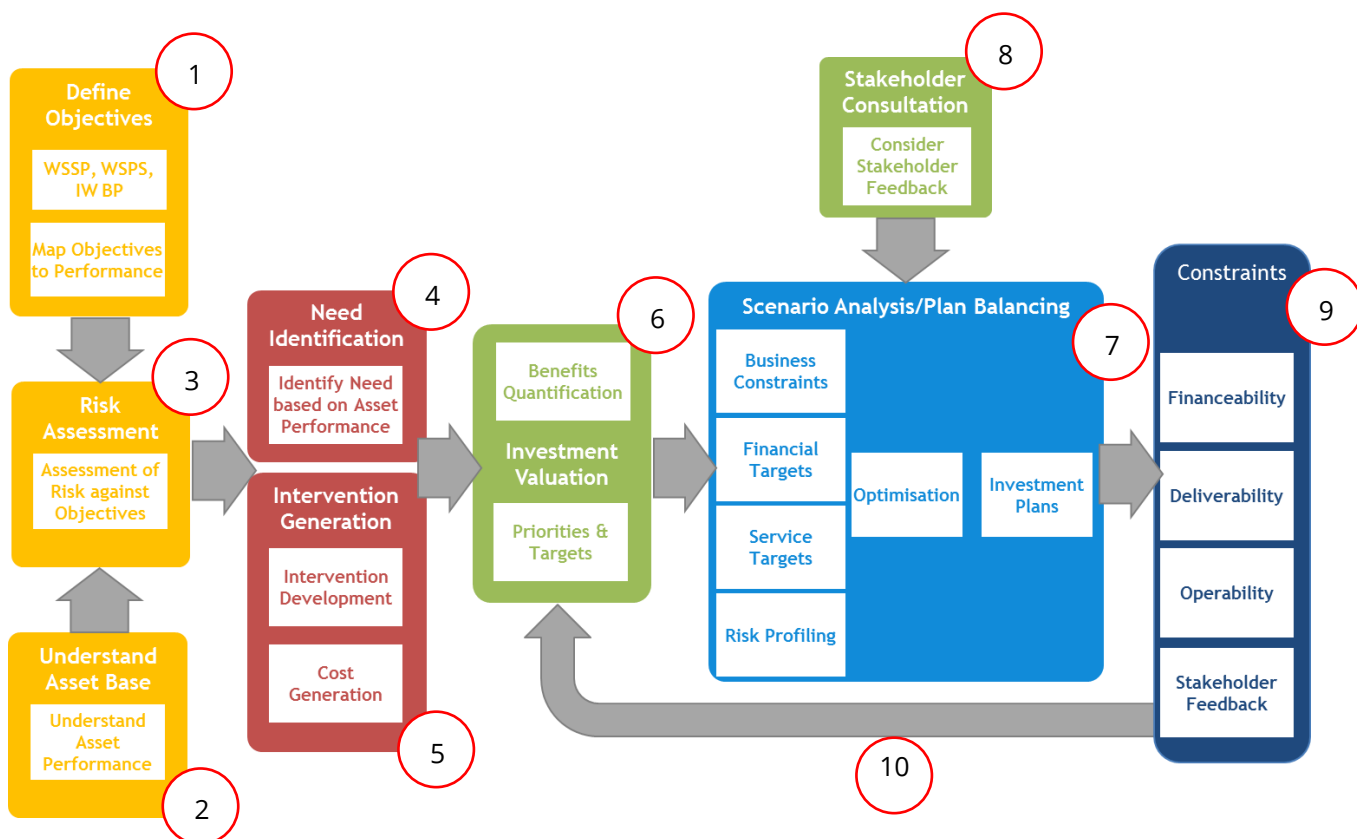 1
Define
Objectives
WSSP, WSPS,
IW BP
Map Objectives
to Performance
3
Risk
Assessment
Assessment of
Risk against
Objectives
Understand
Asset Base
Understand
Asset
Performance
2
4
Need
Identification
Identify Need
based on Asset
Performance
Intervention
Generation
Intervention
Development
Cost
Generation
5
6
Benefits
Quantification
Investment
Valuation
Priorities &
Targets
8
Stakeholder
Consultation
Consider
Stakeholder
Feedback
Scenario Analysis/Plan Balancing
7
Business
Constraints
Financial
Targets
Service
Targets
Risk Profiling
Optimisation
Investment
Plans
Constraints
9
Financeability
Deliverability
Operability
Stakeholder
Feedback
10